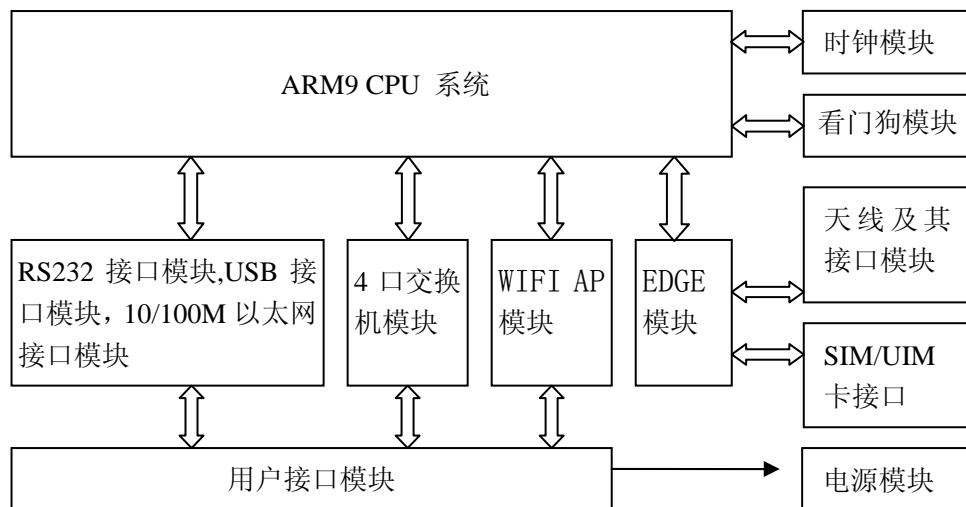 时钟模块
ARM9 CPU 系统
看门狗模块
天线及其
接口模块
RS232 接口模块,USB 接
口模块，10/100M 以太网
接口模块
4 口交换
机模块
WIFI AP
模块
EDGE
模块
SIM/UIM
卡接口
用户接口模块
电源模块